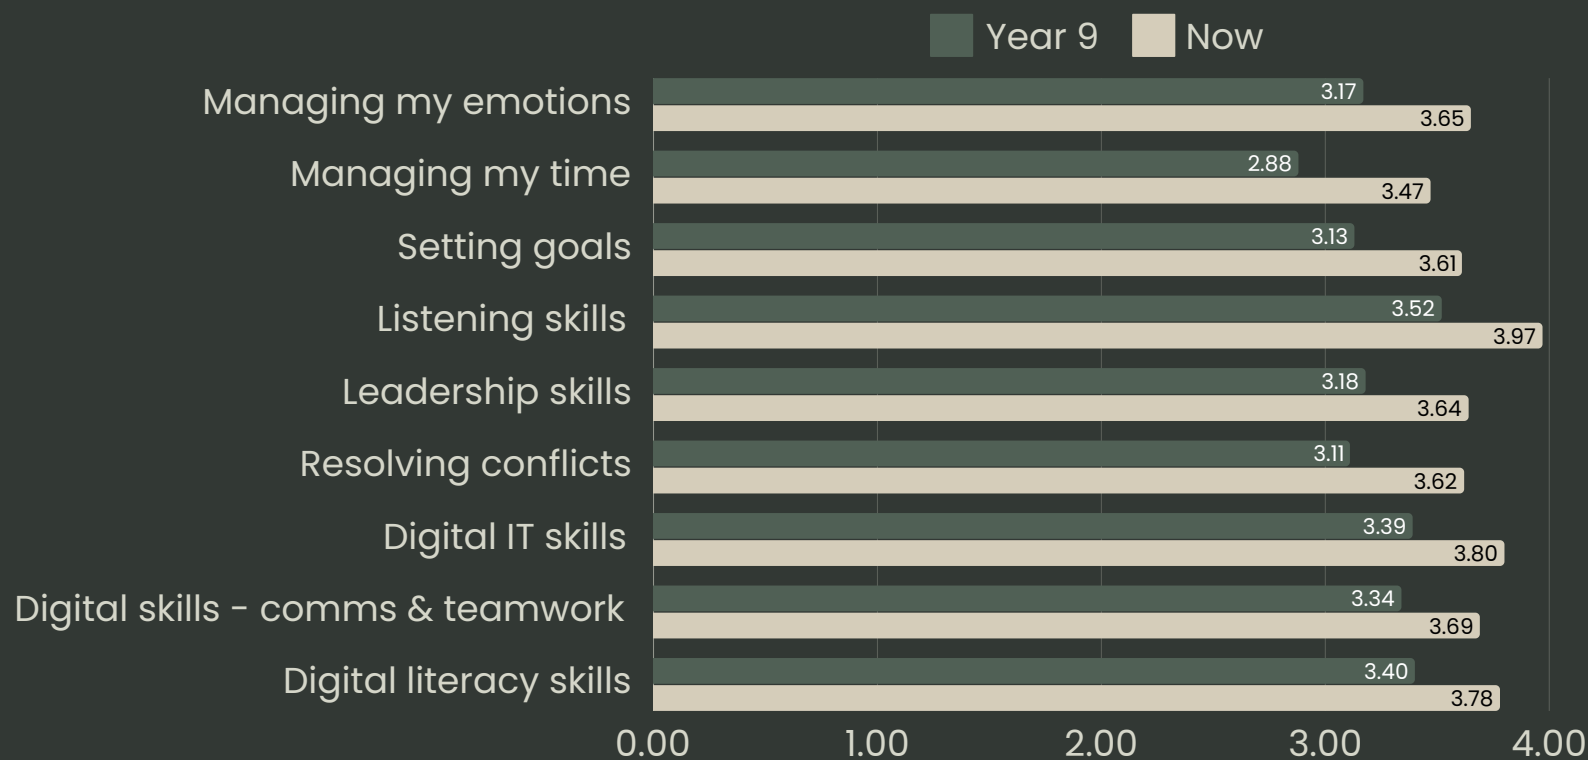 Year 9 Now
Managing my emotions 3.17
3.65
Managing my time 2.88
3.47
Setting goals 3.13
3.61
Listening skills 3.52
3.97
Leadership skills 3.18
3.64
Resolving conflicts 3.11
3.62
Digital IT skills 3.39
3.80
Digital skills - comms & teamwork 3.34
3.69
Digital literacy skills 3.40
3.78
0.00 1.00 2.00 3.00 4.00